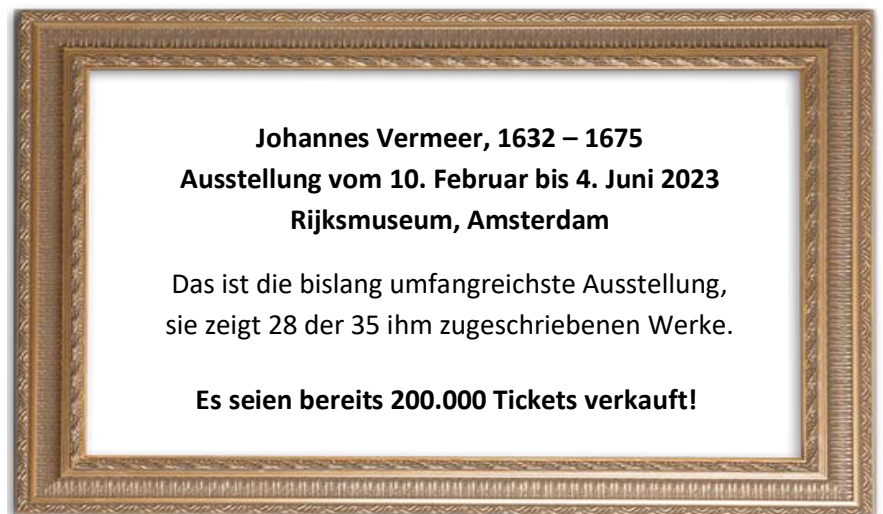 Johannes Vermeer, 1632 – 1675
Ausstellung vom 10. Februar bis 4. Juni 2023
Rijksmuseum, Amsterdam
Das ist die bislang umfangreichste Ausstellung,
sie zeigt 28 der 35 ihm zugeschriebenen Werke.
Es seien bereits 200.000 Tickets verkauft!